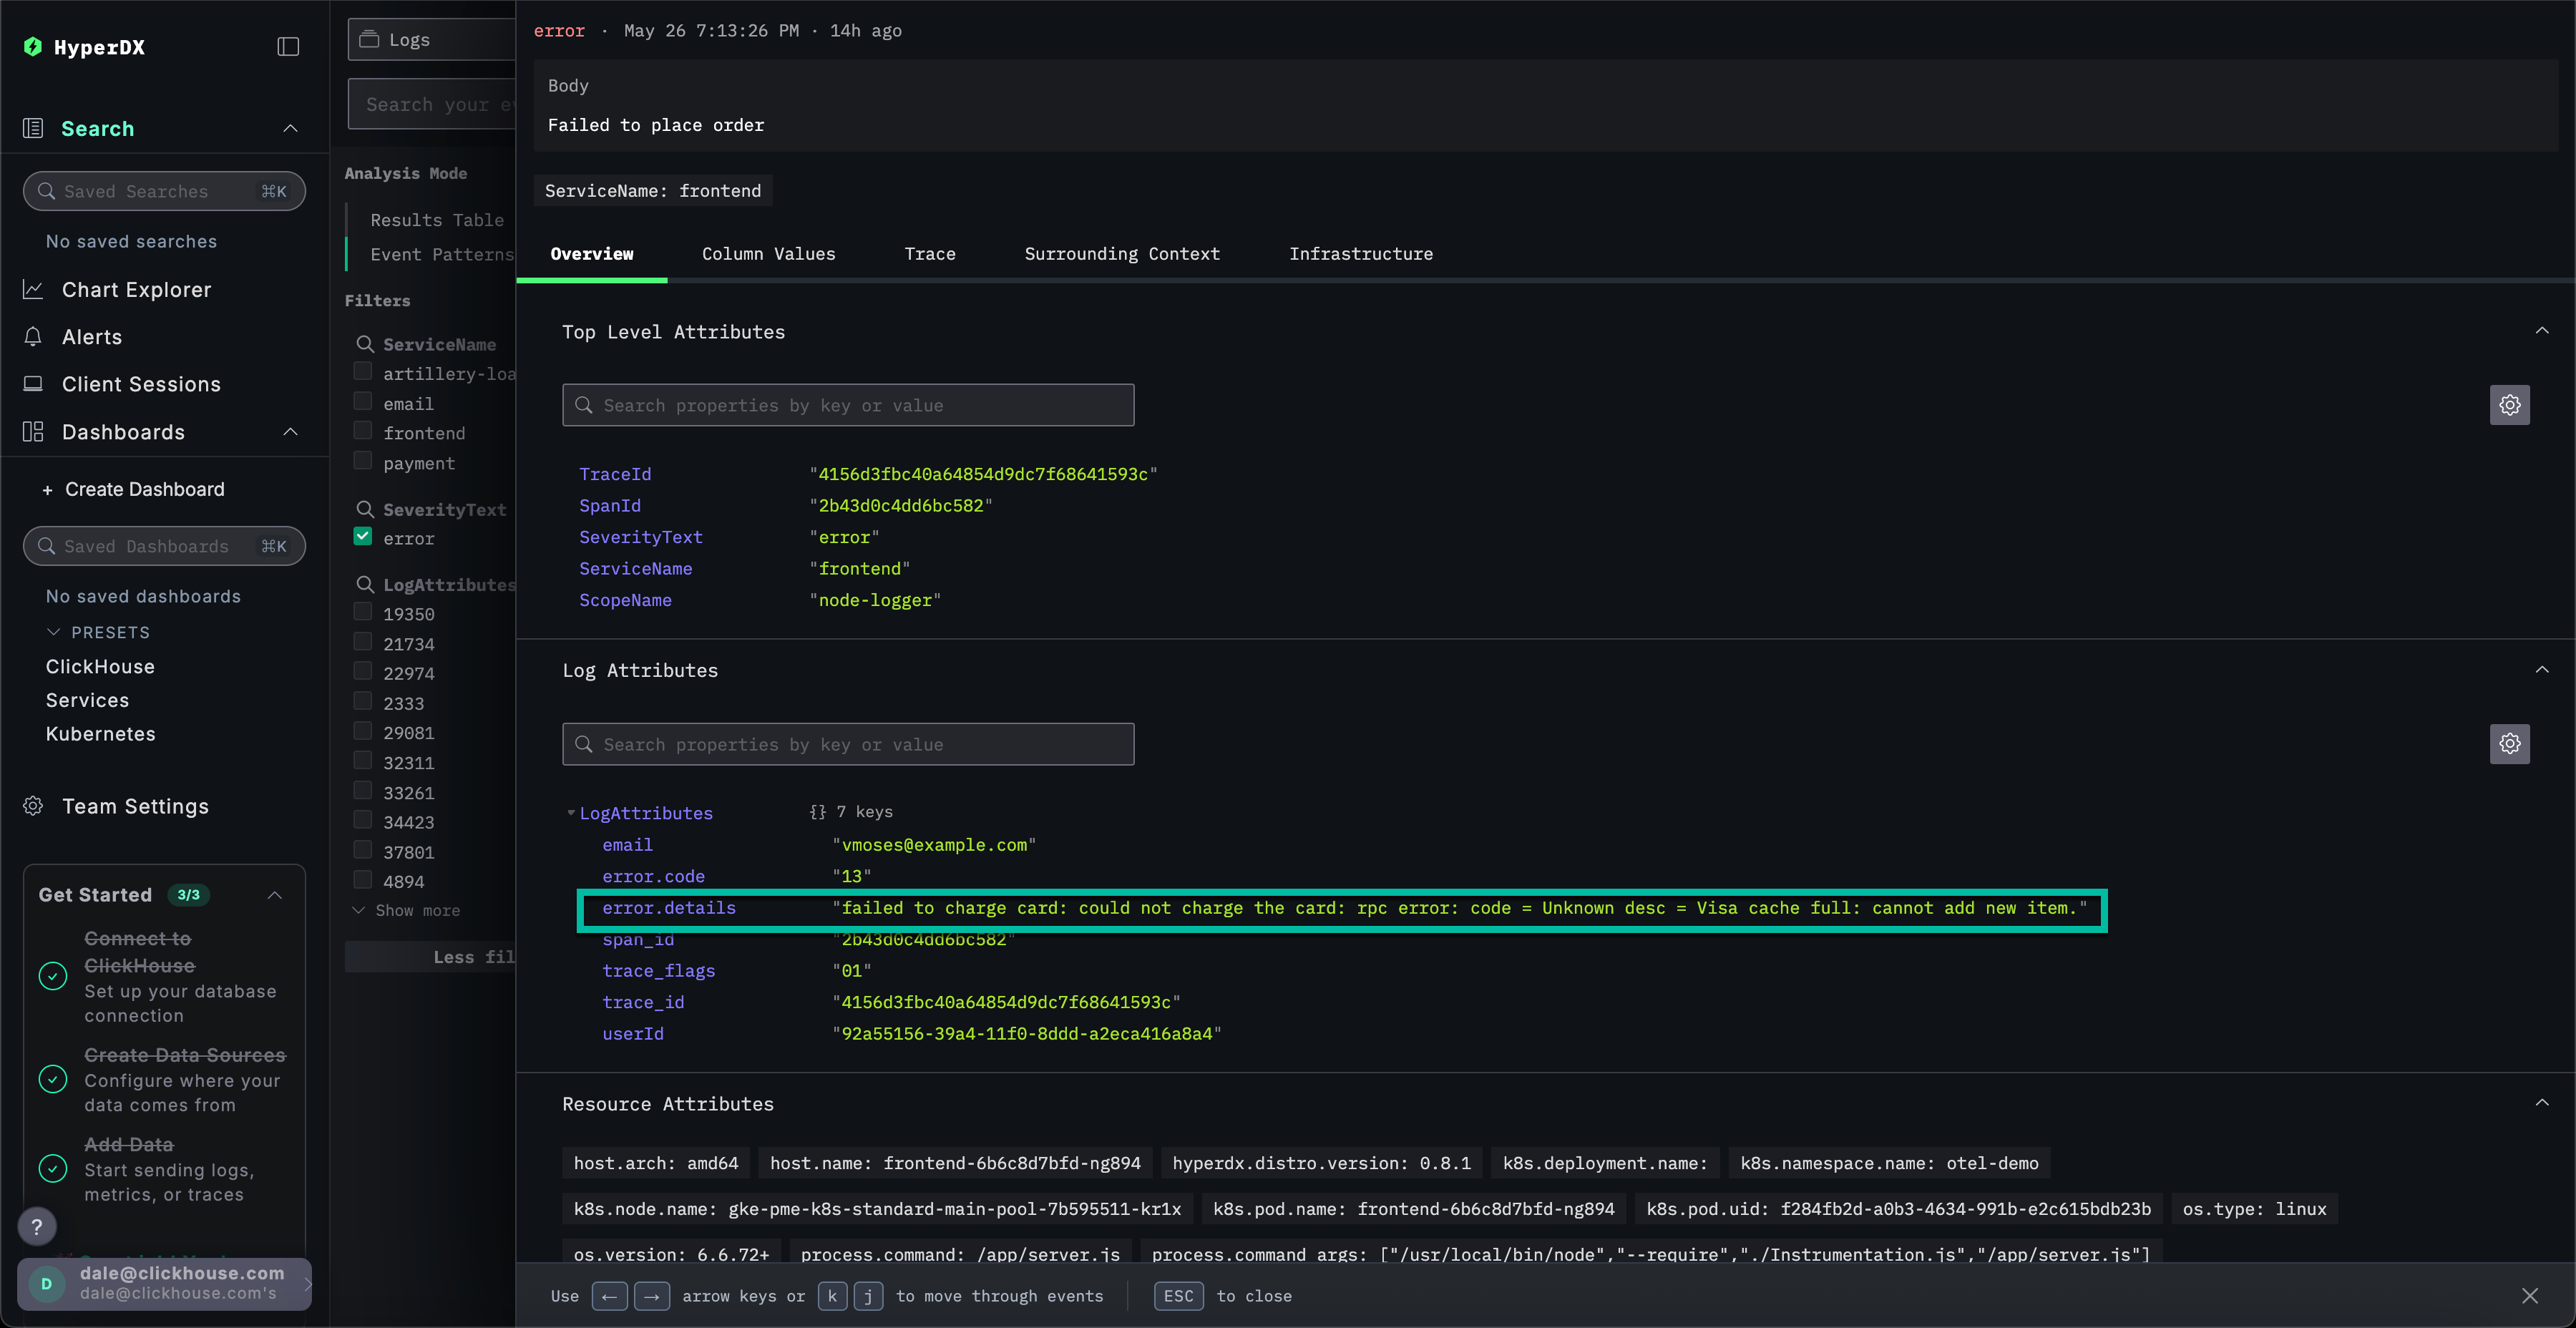 HyperDX
Search
Saved Searches ⌘K
No saved searches
Chart Explorer
Alerts
Client Sessions
Dashboards
+ Create Dashboard
Saved Dashboards ⌘K
No saved dashboards
PRESETS
ClickHouse
Services
Kubernetes
Team Settings
Get Started 3/3
Connect to
ClickHouse
Set up your database
connection
Create Data Sources
Configure where your
data comes from
Add Data
Start sending logs,
metrics, or traces
?
D
dale@clickhouse.com
dale@clickhouse.com's
Logs
Search your
Analysis Mode
Results Table
Event Patterns
Filters
ServiceName
artillery-loa
email
frontend
payment
SeverityText
error
LogAttributes
19350
21734
22974
2333
29081
32311
33261
34423
37801
4894
Show more
Less fil
error · May 26 7:13:26 PM · 14h ago
Body
Failed to place order
ServiceName: frontend
Overview Column Values Trace Surrounding Context Infrastructure
Top Level Attributes
Search properties by key or value
TraceId "4156d3fbc40a64854d9dc7f68641593c"
SpanId "2b43d0c4dd6bc582"
SeverityText "error"
ServiceName "frontend"
ScopeName "node-logger"
Log Attributes
Search properties by key or value
LogAttributes {} 7 keys
email "vmoses@example.com"
error.code "13"
error.details "failed to charge card: could not charge the card: rpc error: code = Unknown desc = Visa cache full: cannot add new item."
span_id "2b43d0c4dd6bc582"
trace_flags "01"
trace_id "4156d3fbc40a64854d9dc7f68641593c"
userId "92a55156-39a4-11f0-8ddd-a2eca416a8a4"
Resource Attributes
host.arch: amd64 host.name: frontend-6b6c8d7bfd-ng894 hyperdx.distro.version: 0.8.1 k8s.deployment.name: k8s.namespace.name: otel-demo
k8s.node.name: gke-pme-k8s-standard-main-pool-7b595511-kr1x k8s.pod.name: frontend-6b6c8d7bfd-ng894 k8s.pod.uid: f284fb2d-a0b3-4634-991b-e2c615bdb23b os.type: linux
os.version: 6.6.72+ process.command: /app/server.js process.command_args: ["/usr/local/bin/node","--require","./Instrumentation.js","/app/server.js"]
Use ← → arrow keys or k j to move through events ESC to close